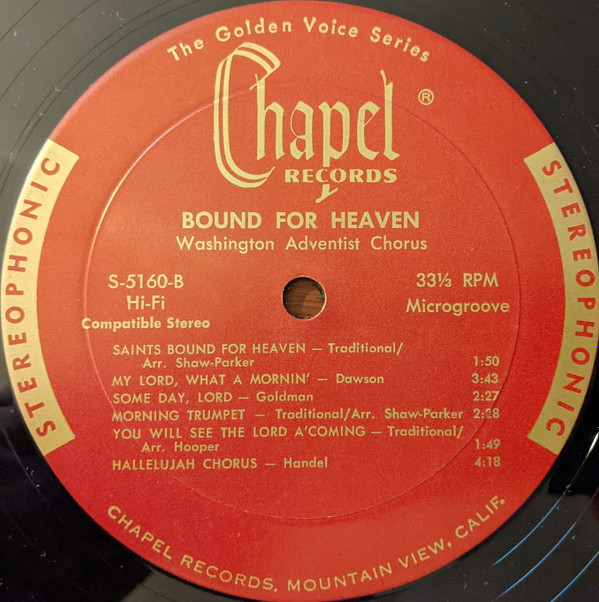 The Golden Voice Series
Chapel ®
RECORDS
BOUND FOR HEAVEN
Washington Adventist Chorus
STEREOPHONIC
STEREOPHONIC
S-5160-B
Hi-Fi
Compatible Stereo
33⅓ RPM
Microgroove
SAINTS BOUND FOR HEAVEN — Traditional/
Arr. Shaw-Parker 1:50
MY LORD, WHAT A MORNIN' — Dawson 3:43
SOME DAY, LORD — Goldman 2:27
MORNING TRUMPET — Traditional/Arr. Shaw-Parker 2:28
YOU WILL SEE THE LORD A'COMING — Traditional/
Arr. Hooper 1:49
HALLELUJAH CHORUS — Handel 4:18
CHAPEL RECORDS, MOUNTAIN VIEW, CALIF.